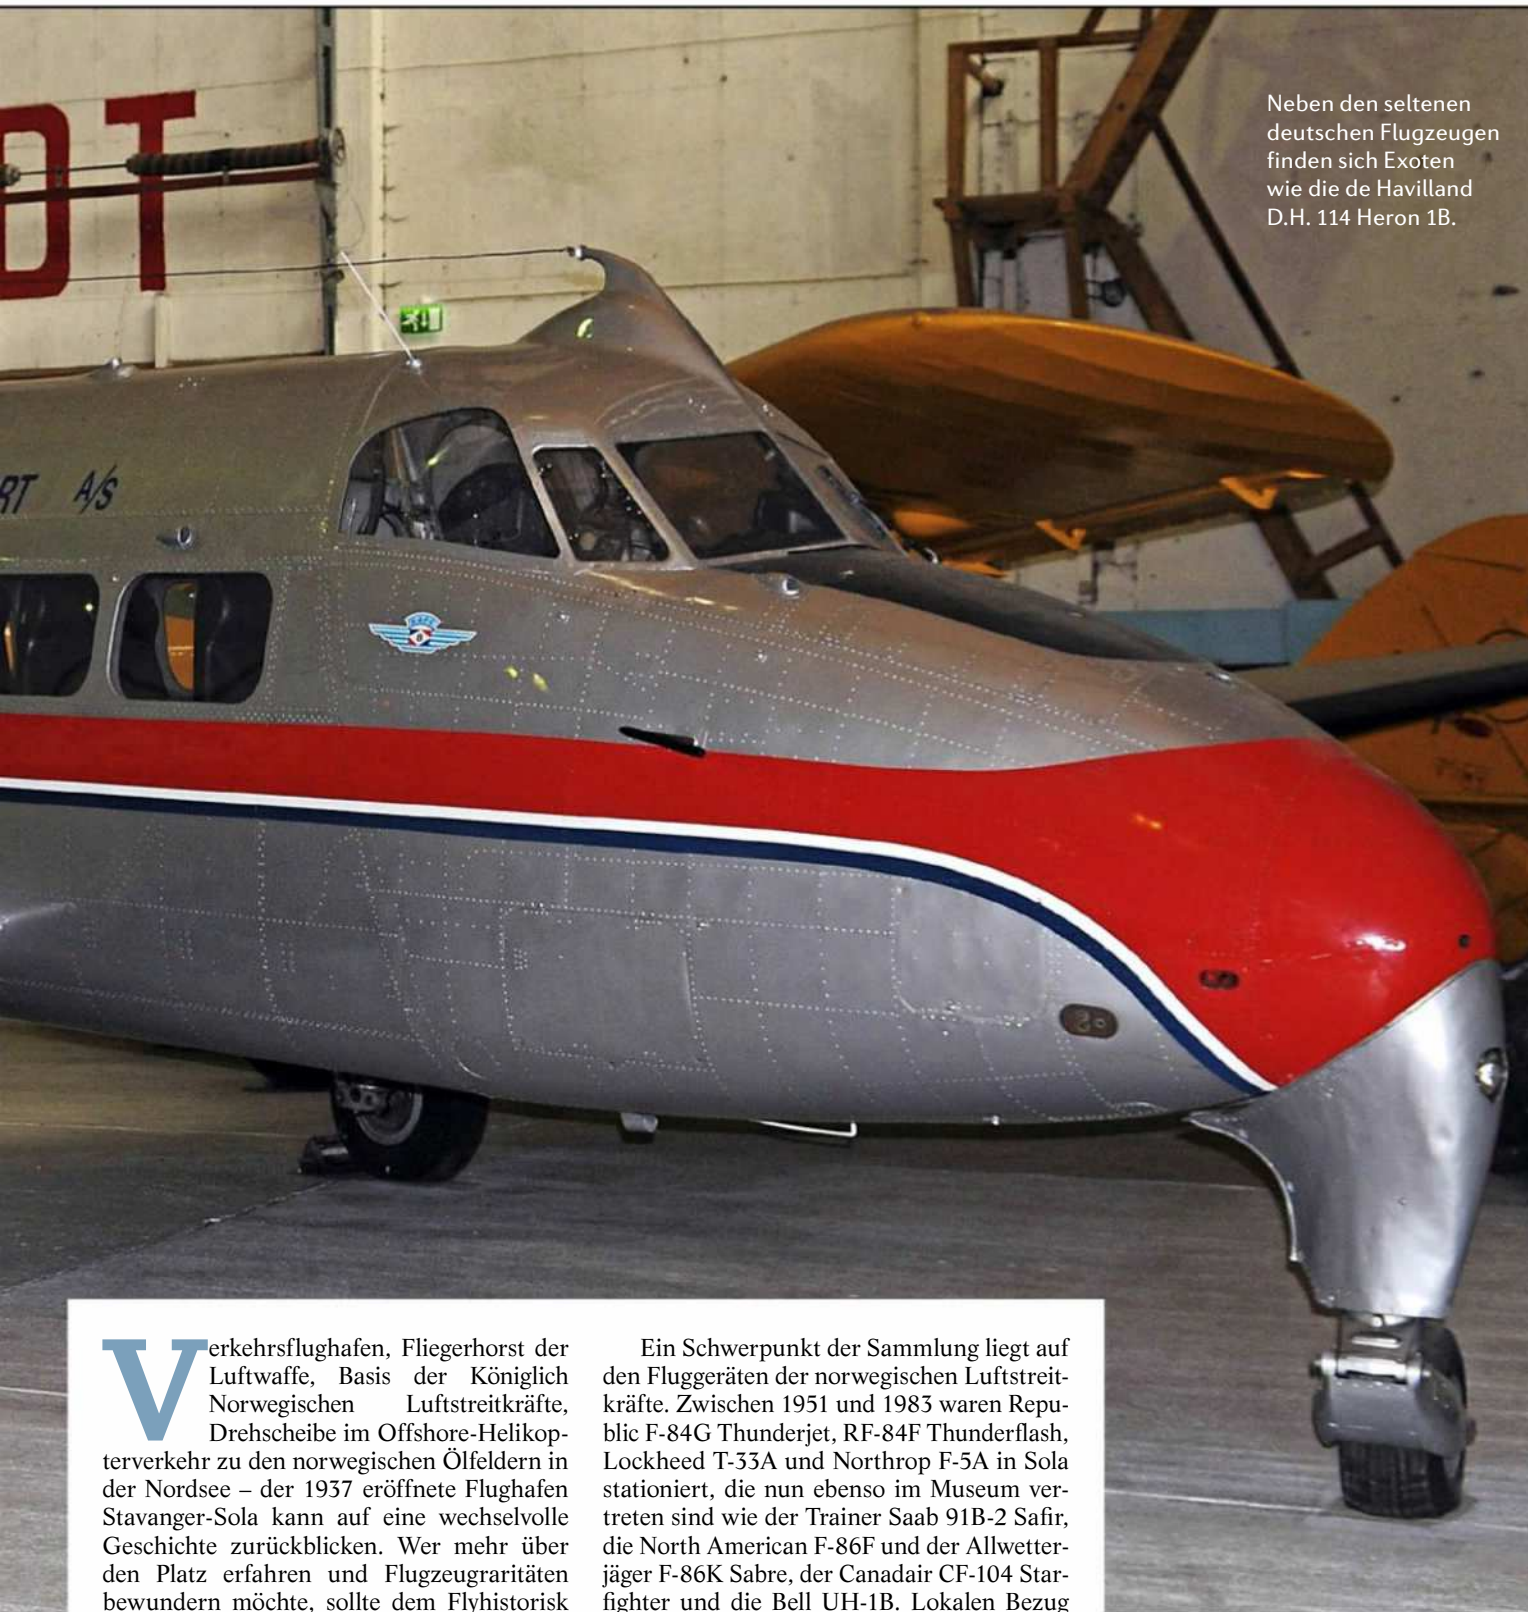 OT
Neben den seltenen
deutschen Flugzeugen
finden sich Exoten
wie die de Havilland
D.H. 114 Heron 1B.
RT A/S
Verkehrsflughafen, Fliegerhorst der
Luftwaffe, Basis der Königlich
Norwegischen Luftstreitkräfte,
Drehscheibe im Offshore-Helikop-
terverkehr zu den norwegischen Ölfeldern in
der Nordsee – der 1937 eröffnete Flughafen
Stavanger-Sola kann auf eine wechselvolle
Geschichte zurückblicken. Wer mehr über
den Platz erfahren und Flugzeugraritäten
bewundern möchte, sollte dem Flyhistorisk
Ein Schwerpunkt der Sammlung liegt auf
den Fluggeräten der norwegischen Luftstreit-
kräfte. Zwischen 1951 und 1983 waren Repu-
blic F-84G Thunderjet, RF-84F Thunderflash,
Lockheed T-33A und Northrop F-5A in Sola
stationiert, die nun ebenso im Museum ver-
treten sind wie der Trainer Saab 91B-2 Safir,
die North American F-86F und der Allwetter-
jäger F-86K Sabre, der Canadair CF-104 Star-
fighter und die Bell UH-1B. Lokalen Bezug